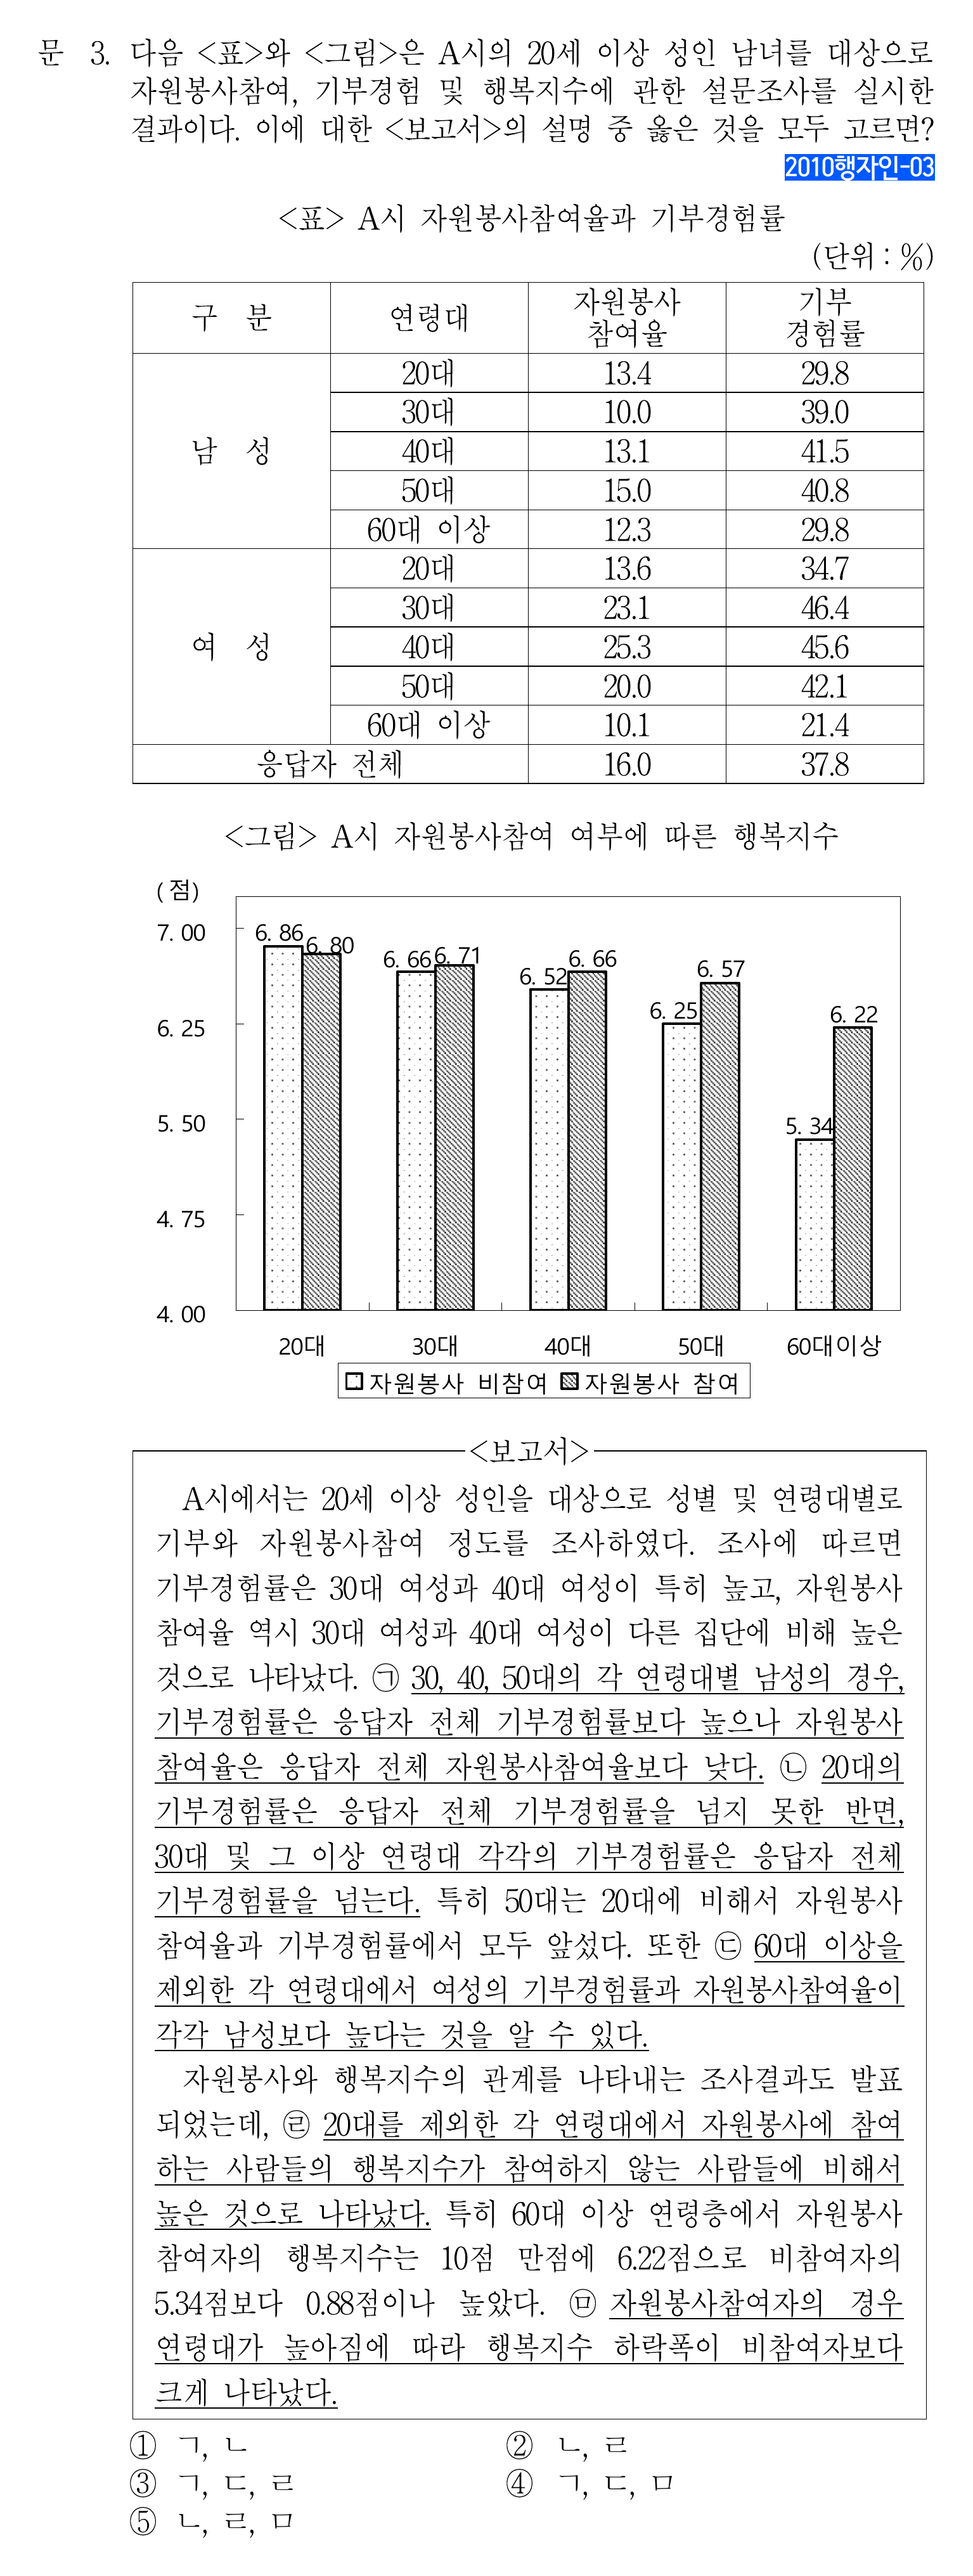 문 3. 다음 <표>와 <그림>은 A시의 20세 이상 성인 남녀를 대상으로
자원봉사참여, 기부경험 및 행복지수에 관한 설문조사를 실시한
결과이다. 이에 대한 <보고서>의 설명 중 옳은 것을 모두 고르면?
2010행자인-03
<표> A시 자원봉사참여율과 기부경험률
(단위 : %)
구 분 연령대 자원봉사 참여율 기부 경험률
남 성 20대 13.4 29.8
30대 10.0 39.0
40대 13.1 41.5
50대 15.0 40.8
60대 이상 12.3 29.8
여 성 20대 13.6 34.7
30대 23.1 46.4
40대 25.3 45.6
50대 20.0 42.1
60대 이상 10.1 21.4
응답자 전체 16.0 37.8
<그림> A시 자원봉사참여 여부에 따른 행복지수
(점)
7.00
6.25
5.50
4.75
4.00
6.86 6.80
6.66 6.71
6.52 6.66
6.25 6.57
5.34 6.22
20대 30대 40대 50대 60대이상
자원봉사 비참여 자원봉사 참여
<보고서>
A시에서는 20세 이상 성인을 대상으로 성별 및 연령대별로
기부와 자원봉사참여 정도를 조사하였다. 조사에 따르면
기부경험률은 30대 여성과 40대 여성이 특히 높고, 자원봉사
참여율 역시 30대 여성과 40대 여성이 다른 집단에 비해 높은
것으로 나타났다. ㉠ 30, 40, 50대의 각 연령대별 남성의 경우,
기부경험률은 응답자 전체 기부경험률보다 높으나 자원봉사
참여율은 응답자 전체 자원봉사참여율보다 낮다. ㉡ 20대의
기부경험률은 응답자 전체 기부경험률을 넘지 못한 반면,
30대 및 그 이상 연령대 각각의 기부경험률은 응답자 전체
기부경험률을 넘는다. 특히 50대는 20대에 비해서 자원봉사
참여율과 기부경험률에서 모두 앞섰다. 또한 ㉢ 60대 이상을
제외한 각 연령대에서 여성의 기부경험률과 자원봉사참여율이
각각 남성보다 높다는 것을 알 수 있다.
자원봉사와 행복지수의 관계를 나타내는 조사결과도 발표
되었는데, ㉣ 20대를 제외한 각 연령대에서 자원봉사에 참여
하는 사람들의 행복지수가 참여하지 않는 사람들에 비해서
높은 것으로 나타났다. 특히 60대 이상 연령층에서 자원봉사
참여자의 행복지수는 10점 만점에 6.22점으로 비참여자의
5.34점보다 0.88점이나 높았다. ㉤ 자원봉사참여자의 경우
연령대가 높아짐에 따라 행복지수 하락폭이 비참여자보다
크게 나타났다.
① ㄱ, ㄴ ② ㄴ, ㄹ
③ ㄱ, ㄷ, ㄹ ④ ㄱ, ㄷ, ㅁ
⑤ ㄴ, ㄹ, ㅁ